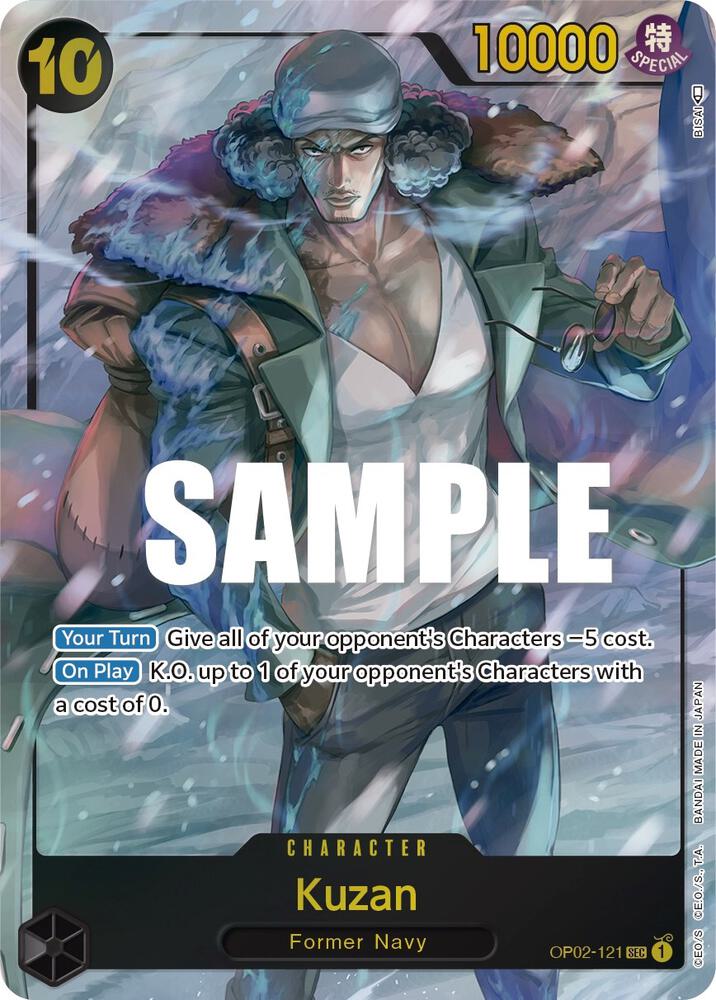 10
10000
特
SPECIAL
BISAI
SAMPLE
Your Turn Give all of your opponent's Characters −5 cost.
On Play K.O. up to 1 of your opponent's Characters with
a cost of 0.
CHARACTER
Kuzan
Former Navy
OP02-121 SEC 1
©EO/S ©E.O./S., T.A. BANDAI MADE IN JAPAN